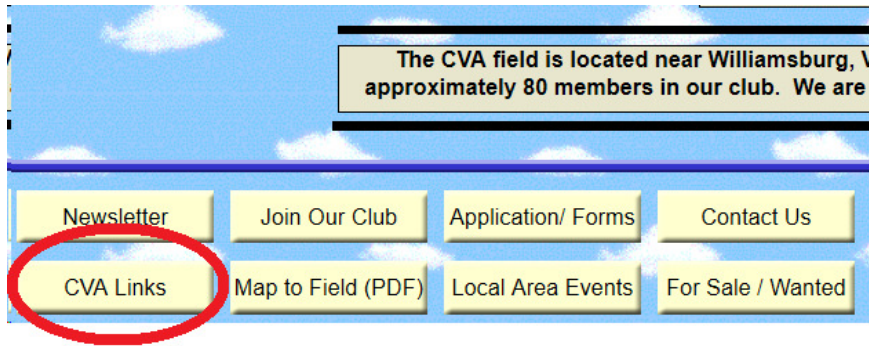 The CVA field is located near Williamsburg,
approximately 80 members in our club. We are
Newsletter
Join Our Club
Application/ Forms
Contact Us
CVA Links
Map to Field (PDF)
Local Area Events
For Sale / Wanted